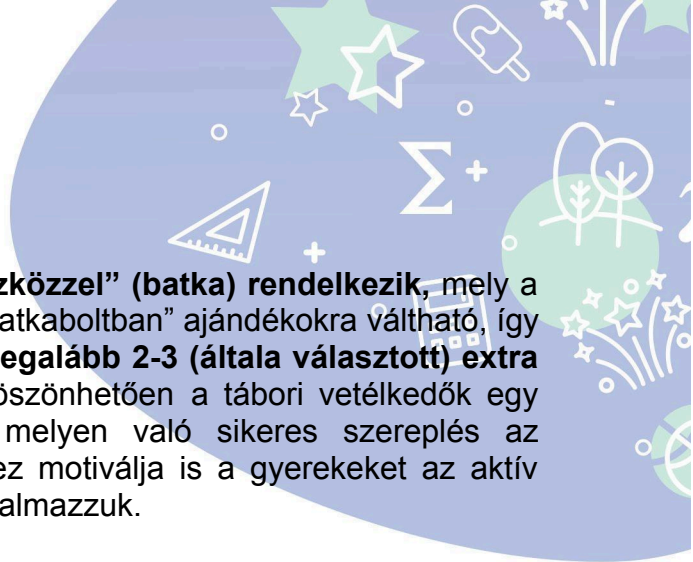 zközzel” (batka) rendelkezik, mely a
atkaboltban” ajándékokra váltható, így
egalább 2-3 (általa választott) extra
öszönhetően a tábori vetélkedők egy
melyen való sikeres szereplés az
ez motiválja is a gyerekeket az aktív
almazzuk.